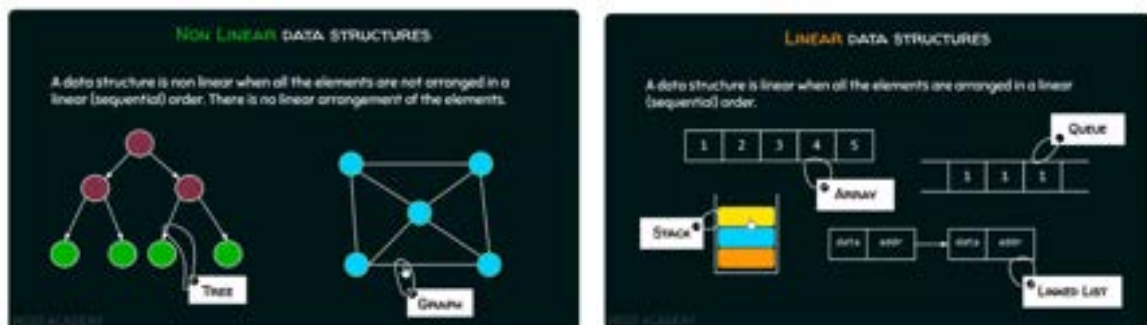 NON LINEAR DATA STRUCTURES
A data structure is non linear when all the elements are not arranged in a
linear (sequential) order. There is no linear arrangement of the elements.
TREE
GRAPH
LINEAR DATA STRUCTURES
A data structure is linear when all the elements are arranged in a linear
(sequential) order.
1 2 3 4 5
ARRAY
QUEUE
1 1 1
STACK
data addr data addr
LINKED LIST